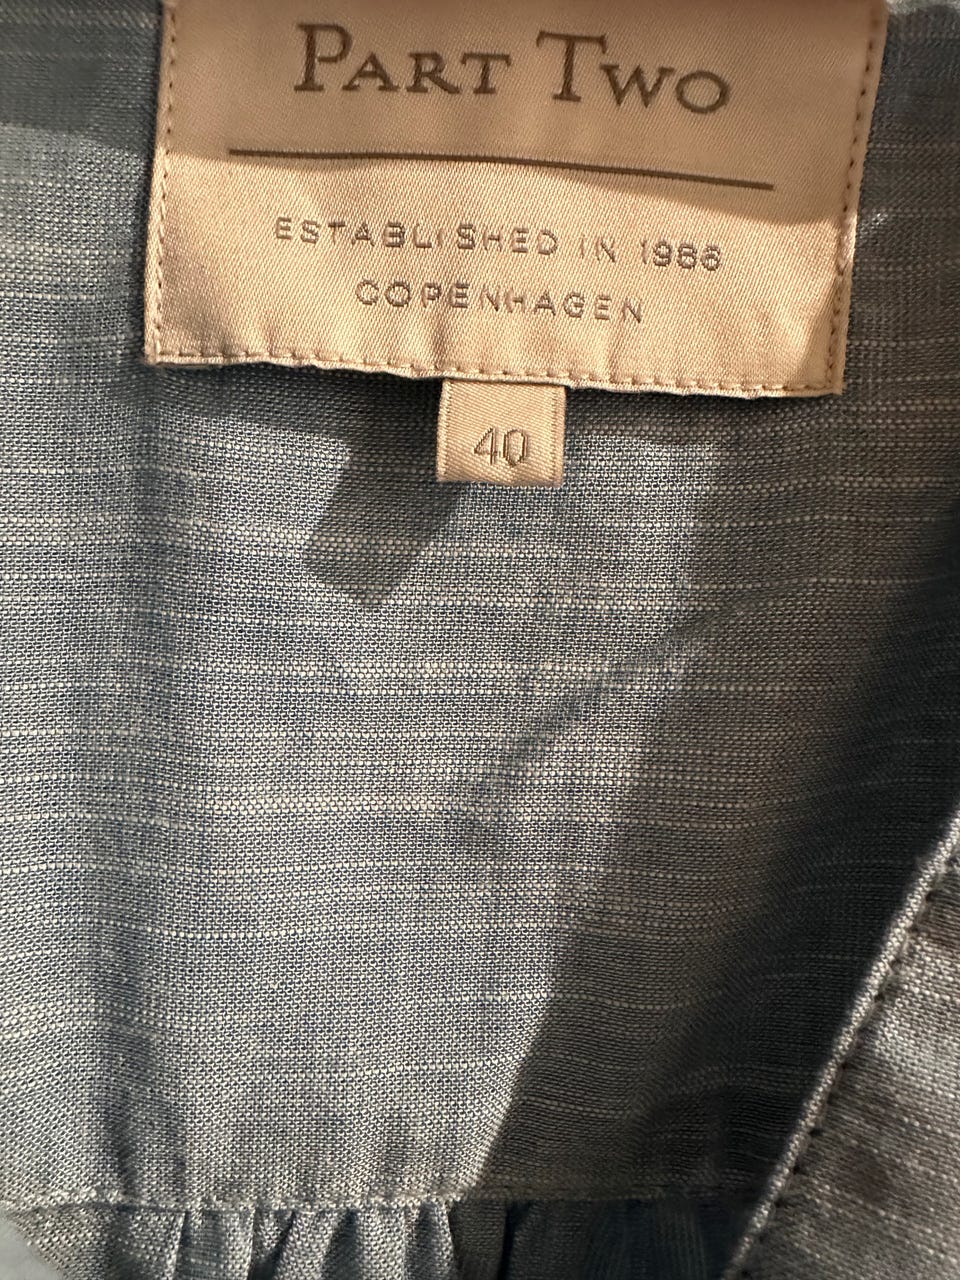 PART TWO
ESTABLISHED IN 1986
COPENHAGEN
40